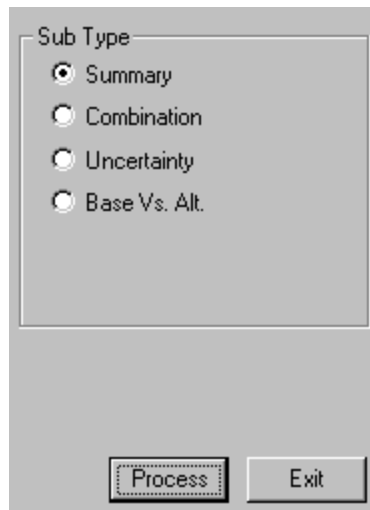 Sub Type
Summary
Combination
Uncertainty
Base Vs. Alt.
Process Exit